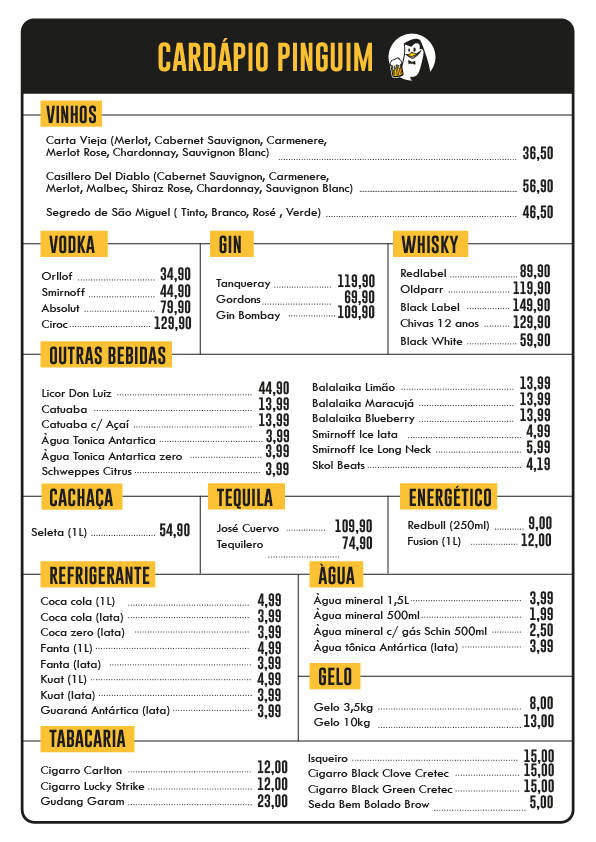 CARDÁPIO PINGUIM
VINHOS
Carta Vieja (Merlot, Cabernet Sauvignon, Carmenere,
Merlot Rose, Chardonnay, Sauvignon Blanc) 36,50
Casillero Del Diablo (Cabernet Sauvignon, Carmenere,
Merlot, Malbec, Shiraz Rose, Chardonnay, Sauvignon Blanc) 56,90
Segredo de São Miguel ( Tinto, Branco, Rosé , Verde) 46,50
VODKA
Orllof 34,90
Smirnoff 44,90
Absolut 79,90
Ciroc 129,90
GIN
Tanqueray 119,90
Gordons 69,90
Gin Bombay 109,90
WHISKY
Redlabel 89,90
Oldparr 119,90
Black Label 149,90
Chivas 12 anos 129,90
Black White 59,90
OUTRAS BEBIDAS
Licor Don Luiz 44,90
Catuaba 13,99
Catuaba c/ Açaí 13,99
Àgua Tonica Antartica 3,99
Àgua Tonica Antartica zero 3,99
Schweppes Citrus 3,99
Balalaika Limão 13,99
Balalaika Maracujá 13,99
Balalaika Blueberry 13,99
Smirnoff Ice lata 4,99
Smirnoff Ice Long Neck 5,99
Skol Beats 4,19
CACHAÇA
Seleta (1L) 54,90
TEQUILA
José Cuervo 109,90
Tequilero 74,90
ENERGÉTICO
Redbull (250ml) 9,00
Fusion (1L) 12,00
REFRIGERANTE
Coca cola (1L) 4,99
Coca cola (lata) 3,99
Coca zero (lata) 3,99
Fanta (1L) 4,99
Fanta (lata) 3,99
Kuat (1L) 4,99
Kuat (lata) 3,99
Guaraná Antártica (lata) 3,99
ÀGUA
Àgua mineral 1,5L 3,99
Àgua mineral 500ml 1,99
Àgua mineral c/ gás Schin 500ml 2,50
Àgua tônica Antártica (lata) 3,99
GELO
Gelo 3,5kg 8,00
Gelo 10kg 13,00
TABACARIA
Cigarro Carlton 12,00
Cigarro Lucky Strike 12,00
Gudang Garam 23,00
Isqueiro 15,00
Cigarro Black Clove Cretec 15,00
Cigarro Black Green Cretec 15,00
Seda Bem Bolado Brow 5,00